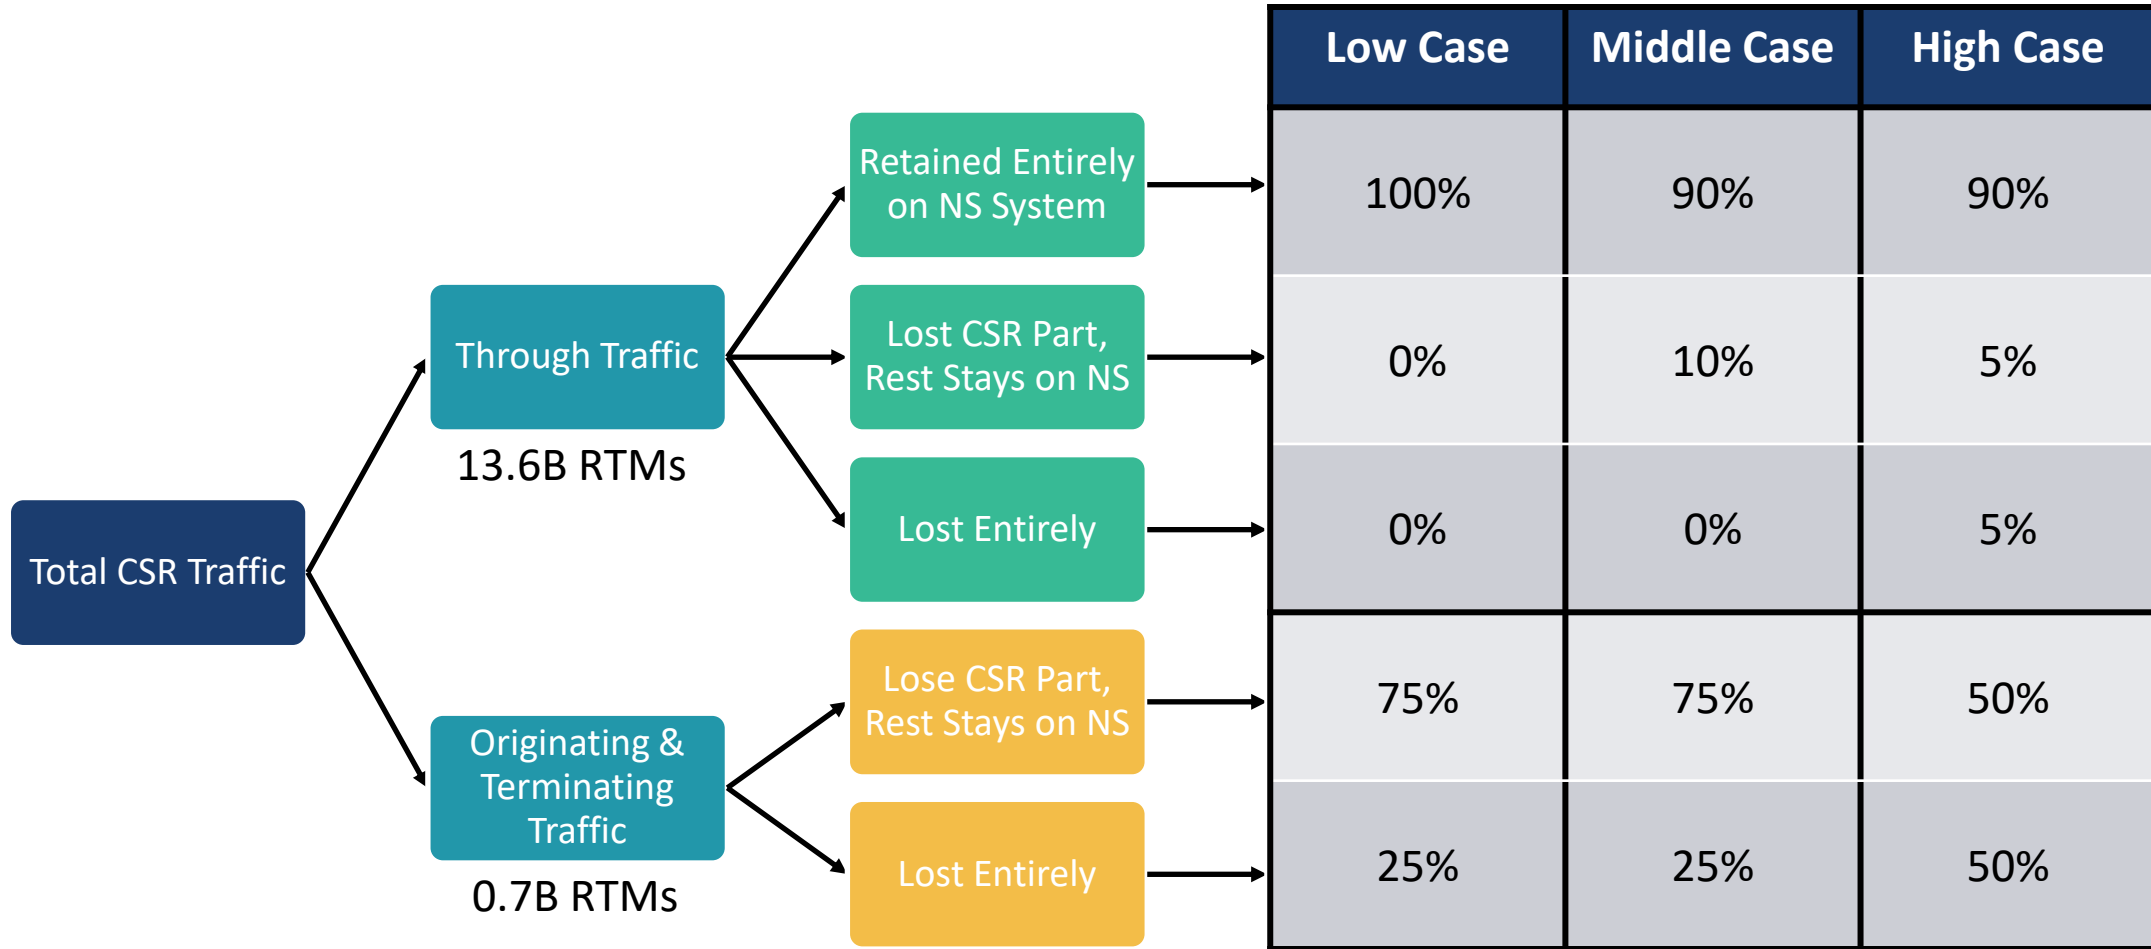 Low Case
Middle Case
High Case
Retained Entirely
on NS System
100%
90%
90%
Through Traffic
13.6B RTMs
Lost CSR Part,
Rest Stays on NS
0%
10%
5%
Lost Entirely
0%
0%
5%
Total CSR Traffic
Lose CSR Part,
Rest Stays on NS
75%
75%
50%
Originating &
Terminating
Traffic
0.7B RTMs
Lost Entirely
25%
25%
50%